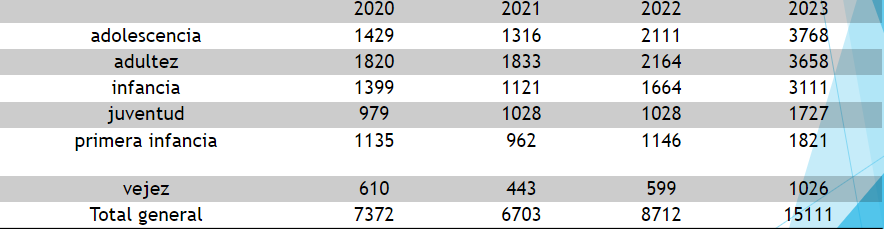 2020 2021 2022 2023
adolescencia 1429 1316 2111 3768
adultez 1820 1833 2164 3658
infancia 1399 1121 1664 3111
juventud 979 1028 1028 1727
primera infancia 1135 962 1146 1821
vejez 610 443 599 1026
Total general 7372 6703 8712 15111